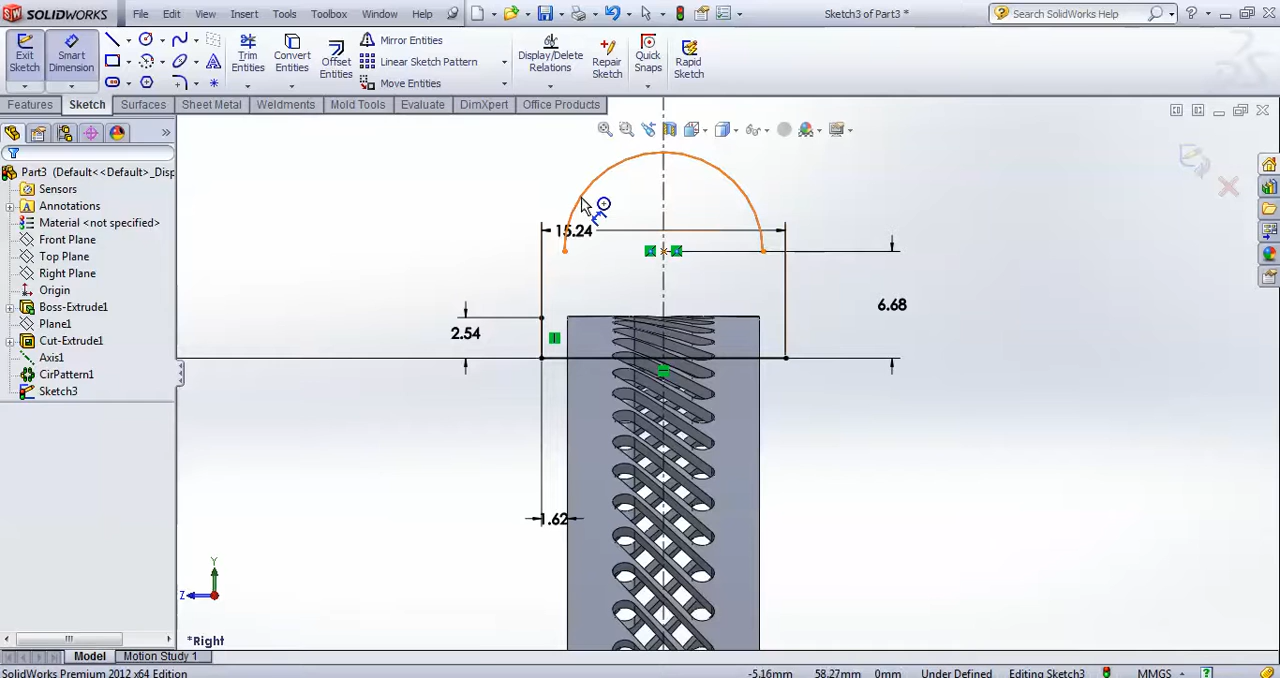 SOLIDWORKS File Edit View Insert Tools Toolbox Window Help Sketch3 of Part3 * Search SolidWorks Help
Exit Sketch Smart Dimension Trim Entities Convert Entities Offset Entities Mirror Entities Linear Sketch Pattern Move Entities Display/Delete Relations Repair Sketch Quick Snaps Rapid Sketch
Features Sketch Surfaces Sheet Metal Weldments Mold Tools Evaluate DimXpert Office Products
Part3 (Default<<Default>_Disp
Sensors
Annotations
Material <not specified>
Front Plane
Top Plane
Right Plane
Origin
Boss-Extrude1
Plane1
Cut-Extrude1
Axis1
CirPattern1
Sketch3
15.24
6.68
2.54
1.62
Y
Z
*Right
Model Motion Study 1
SolidWorks Premium 2012 x64 Edition -5.16mm 58.27mm 0mm Under Defined Editing Sketch3 MMGS